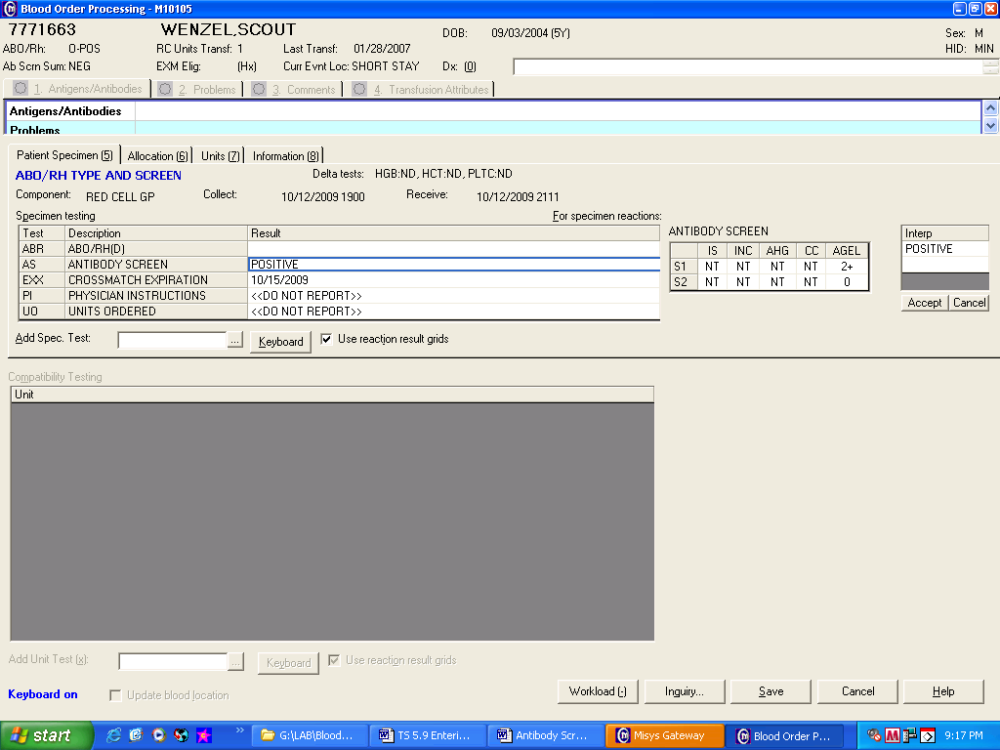 Blood Order Processing - M10105
7771663 WENZEL,SCOUT DOB: 09/03/2004 (5Y) Sex: M
ABO/Rh: O-POS RC Units Transf: 1 Last Transf: 01/28/2007 HID: MIN
Ab Scrn Sum: NEG EXM Elig: (Hx) Curr Evnt Loc: SHORT STAY Dx: (0)
1. Antigens/Antibodies 2. Problems 3. Comments 4. Transfusion Attributes
Antigens/Antibodies
Problems
Patient Specimen (5) Allocation (6) Units (7) Information (8)
ABO/RH TYPE AND SCREEN Delta tests: HGB:ND, HCT:ND, PLTC:ND
Component: RED CELL GP Collect: 10/12/2009 1900 Receive: 10/12/2009 2111
Specimen testing For specimen reactions:
Test Description Result
ABR ABO/RH(D)
AS ANTIBODY SCREEN POSITIVE
EXX CROSSMATCH EXPIRATION 10/15/2009
PI PHYSICIAN INSTRUCTIONS <<DO NOT REPORT>>
UO UNITS ORDERED <<DO NOT REPORT>>
ANTIBODY SCREEN
IS INC AHG CC AGEL
S1 NT NT NT NT 2+
S2 NT NT NT NT 0
Interp
POSITIVE
Accept Cancel
Add Spec. Test: ... Keyboard Use reaction result grids
Compatibility Testing
Unit
Add Unit Test (x): ... Keyboard Use reaction result grids
Keyboard on Update blood location
Workload (-) Inquiry... Save Cancel Help
start G:\LAB\Blood... TS 5.9 Enteri... Antibody Scr... Misys Gateway Blood Order P... 9:17 PM